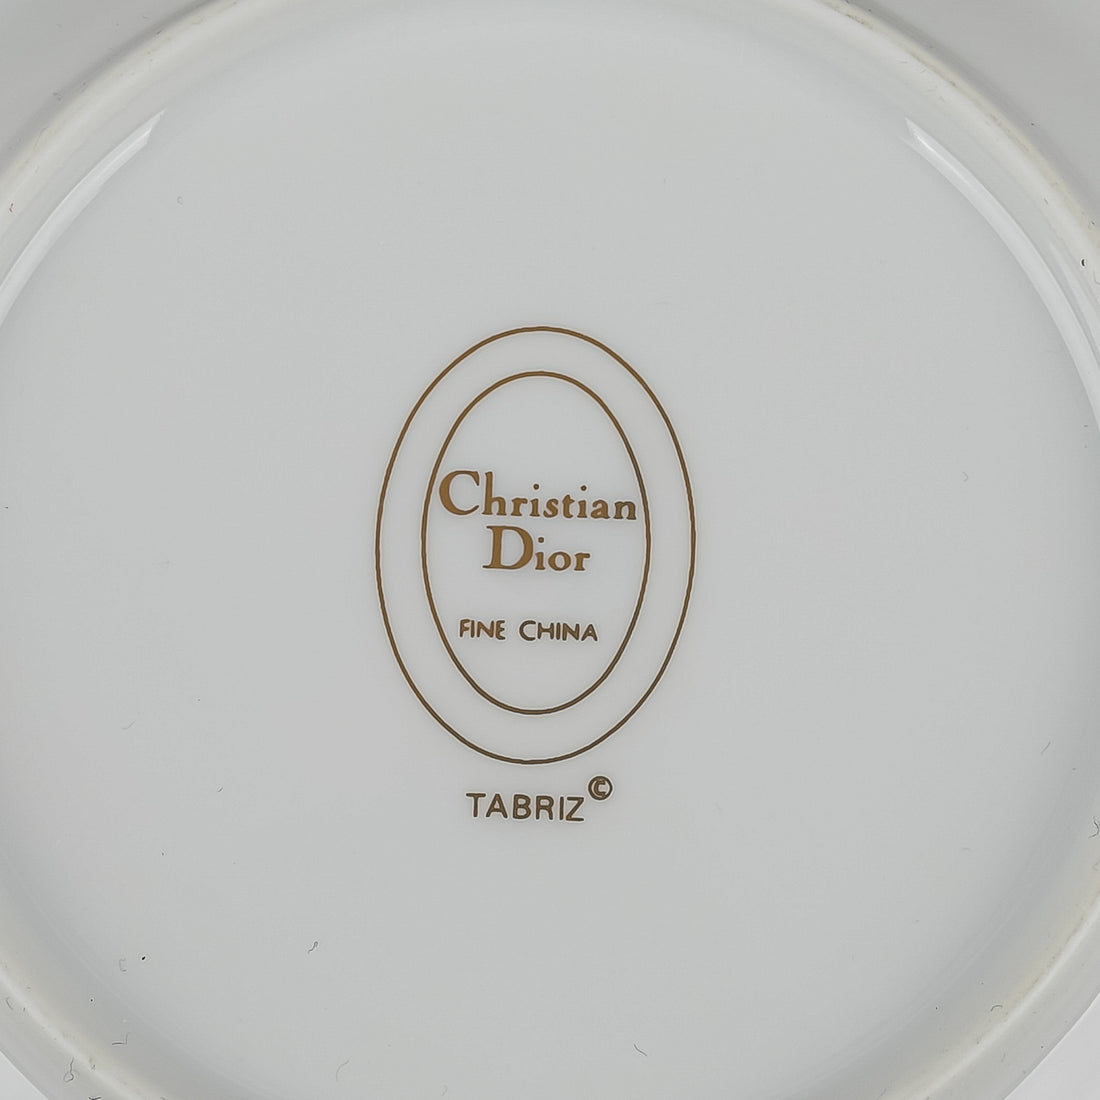 Christian
Dior
FINE CHINA
TABRIZ©